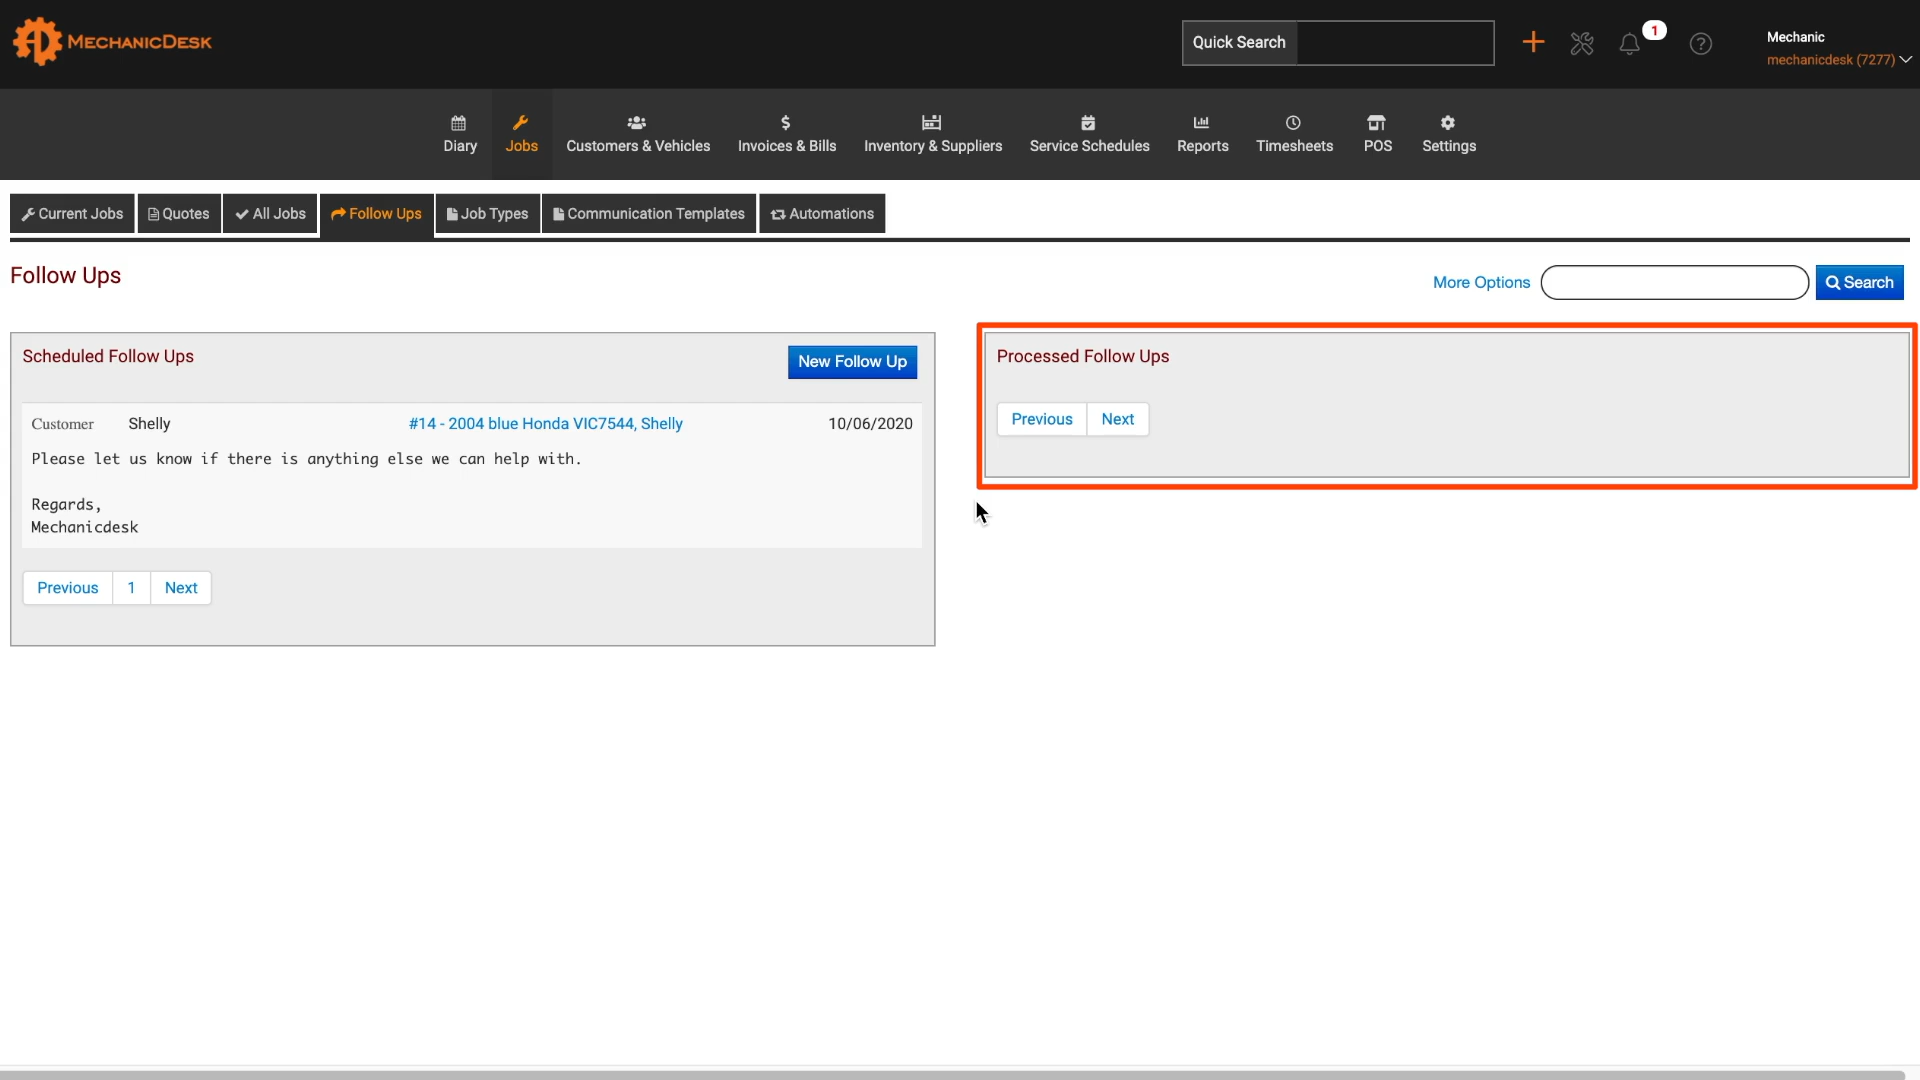 MECHANICDESK
Quick Search
1
Mechanic
mechanicdesk (7277)
Diary
Jobs
Customers & Vehicles
Invoices & Bills
Inventory & Suppliers
Service Schedules
Reports
Timesheets
POS
Settings
Current Jobs
Quotes
All Jobs
Follow Ups
Job Types
Communication Templates
Automations
Follow Ups
More Options
Search
Scheduled Follow Ups
New Follow Up
Customer Shelly #14 - 2004 blue Honda VIC7544, Shelly 10/06/2020
Please let us know if there is anything else we can help with.
Regards,
Mechanicdesk
Previous 1 Next
Processed Follow Ups
Previous Next